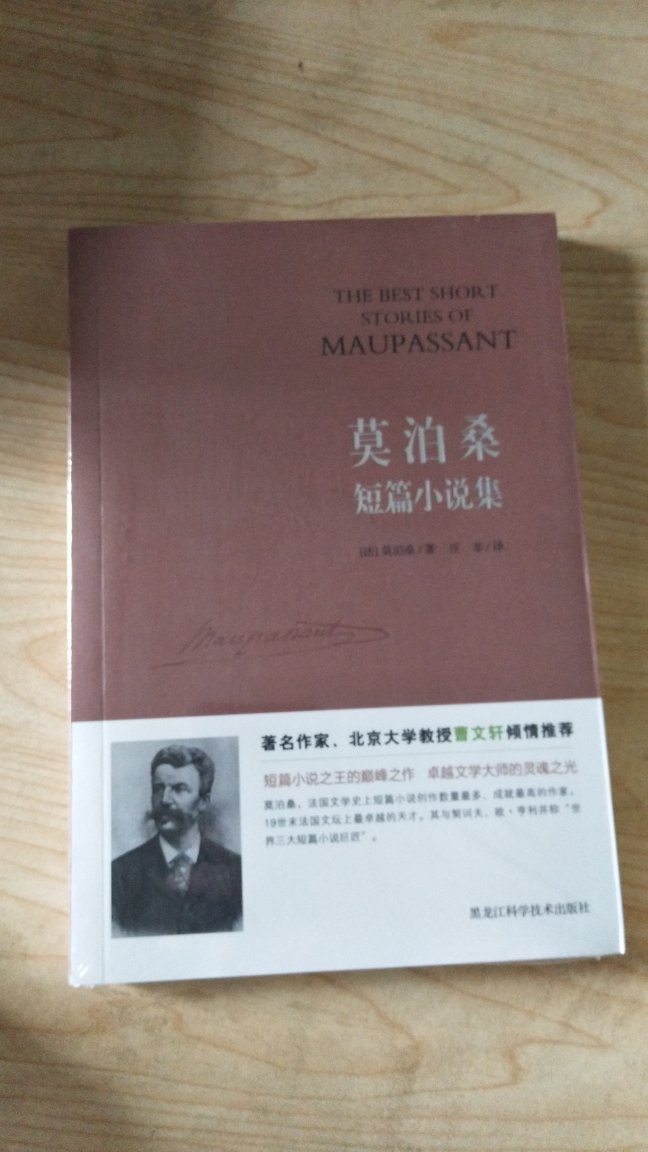 THE BEST SHORT
STORIES OF
MAUPASSANT
莫泊桑
短篇小说集
[法] 莫泊桑/著 庄 非/译
Maupassant
著名作家、北京大学教授曹文轩倾情推荐
短篇小说之王的巅峰之作 卓越文学大师的灵魂之光
莫泊桑,法国文学史上短篇小说创作数量最多、成就最高的作家,
19世末法国文坛上最卓越的天才。其与契诃夫、欧·亨利并称“世
界三大短篇小说巨匠”。
黑龙江科学技术出版社